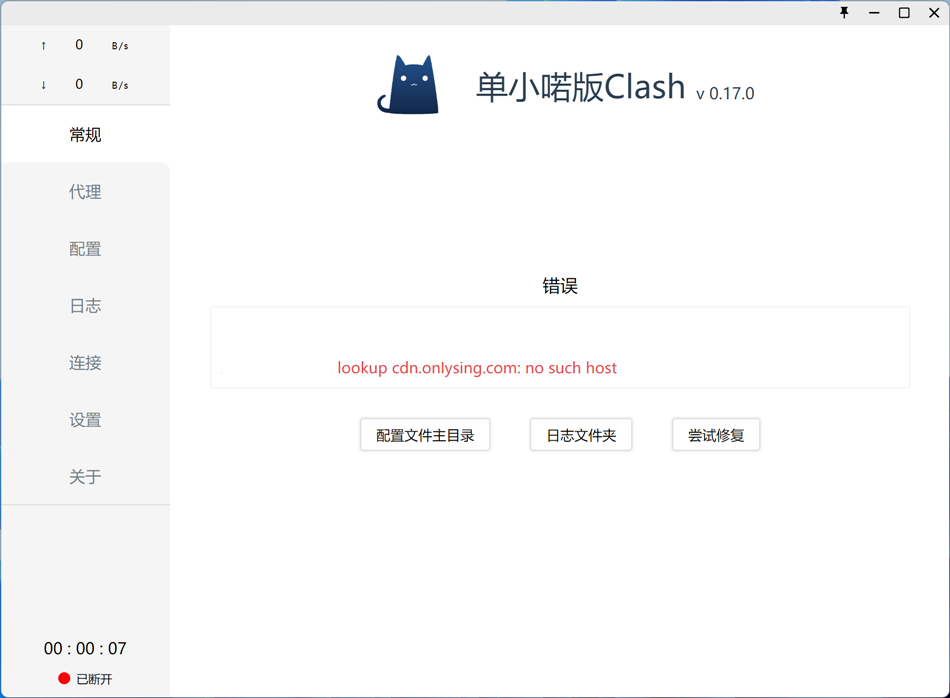 ↑ 0 B/s
↓ 0 B/s
常规
代理
配置
日志
连接
设置
关于
00 : 00 : 07
已断开
单小喏版Clash v 0.17.0
错误
lookup cdn.onlysing.com: no such host
配置文件主目录 日志文件夹 尝试修复